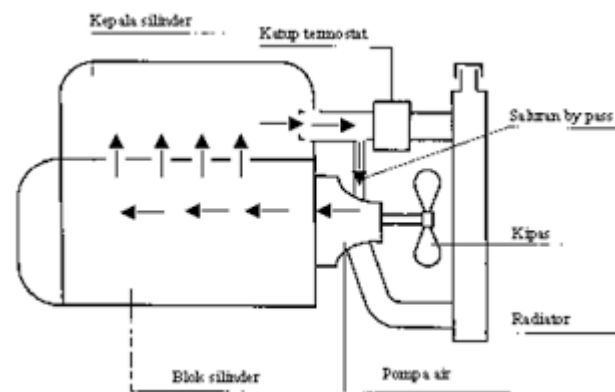 Kepala silinder
Katup termostat
Saluran by pass
Kipas
Radiator
Blok silinder
Pompa air